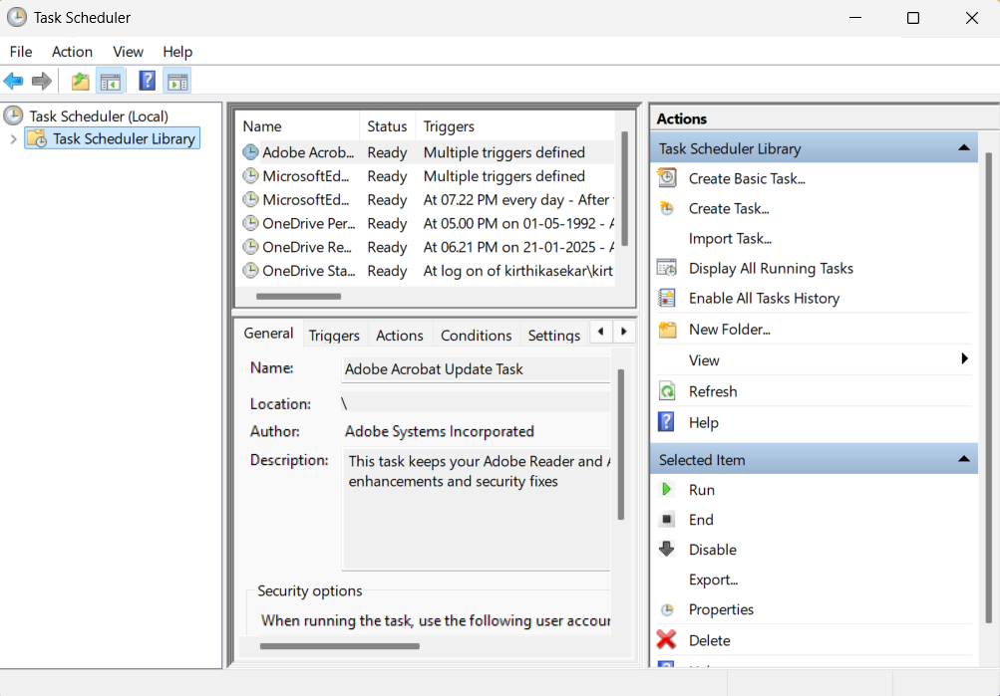 Task Scheduler
File Action View Help
Task Scheduler (Local)
Task Scheduler Library
Name Status Triggers
Adobe Acrob... Ready Multiple triggers defined
MicrosoftEd... Ready Multiple triggers defined
MicrosoftEd... Ready At 07.22 PM every day - After
OneDrive Per... Ready At 05.00 PM on 01-05-1992 -
OneDrive Re... Ready At 06.21 PM on 21-01-2025 -
OneDrive Sta... Ready At log on of kirthikasekar\kirt
General Triggers Actions Conditions Settings
Name: Adobe Acrobat Update Task
Location: \
Author: Adobe Systems Incorporated
Description: This task keeps your Adobe Reader and
enhancements and security fixes
Security options
When running the task, use the following user accour
Actions
Task Scheduler Library
Create Basic Task...
Create Task...
Import Task...
Display All Running Tasks
Enable All Tasks History
New Folder...
View
Refresh
Help
Selected Item
Run
End
Disable
Export...
Properties
Delete